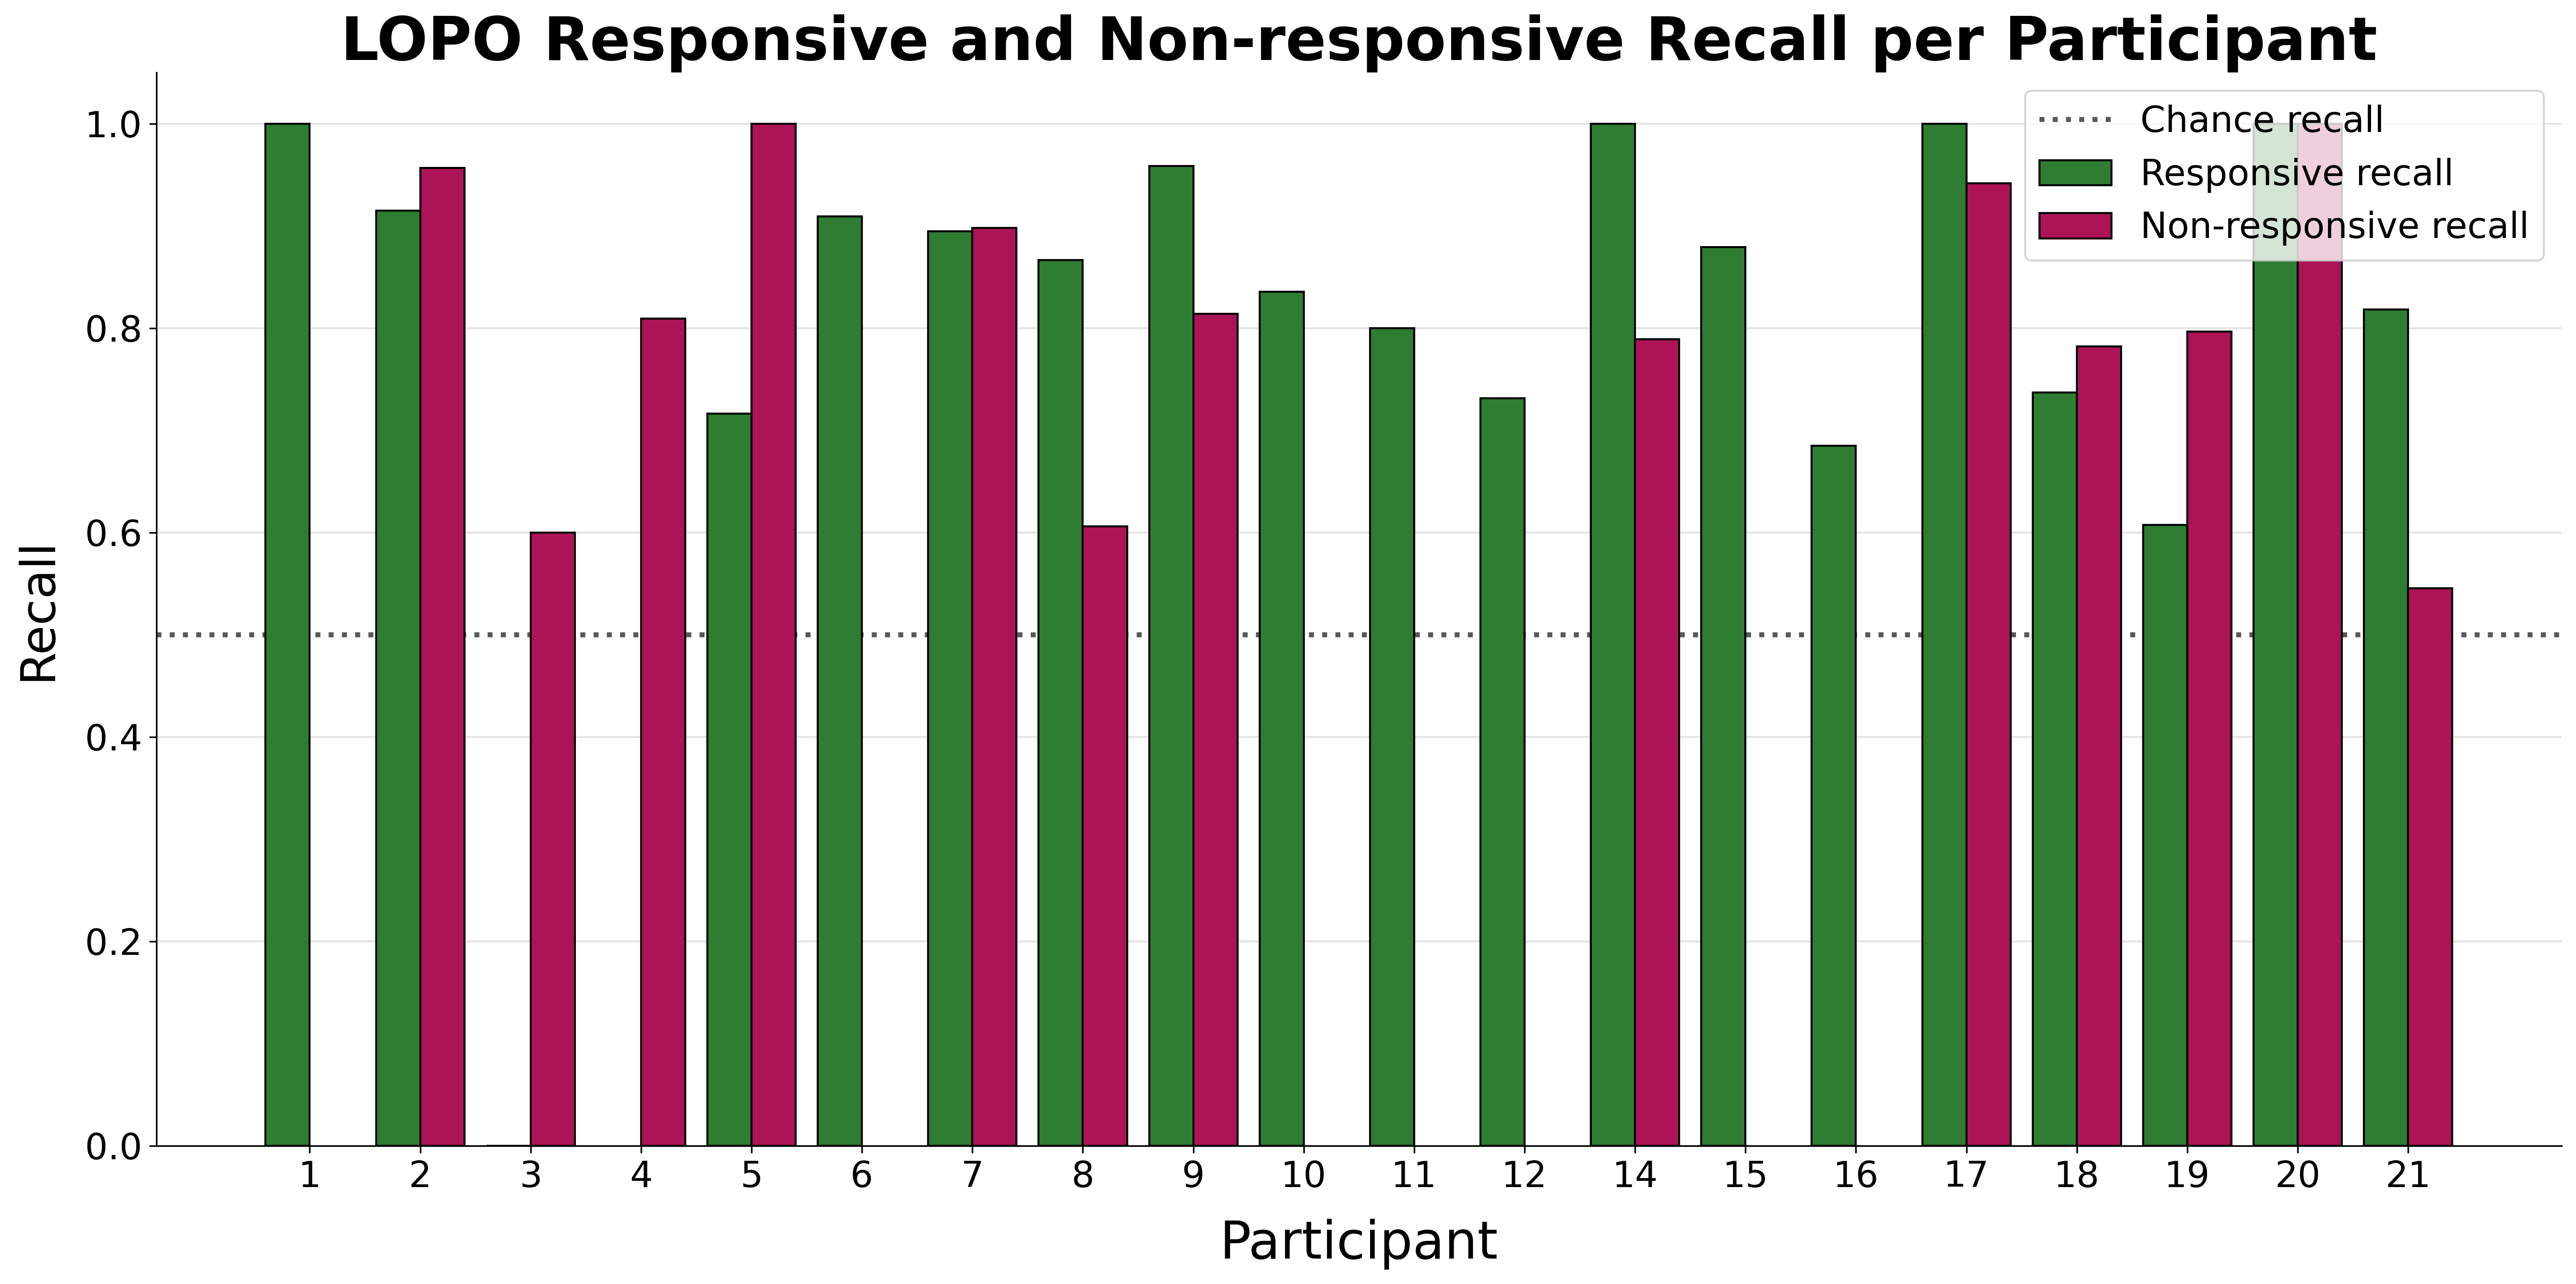 LOPO Responsive and Non-responsive Recall per Participant
Chance recall
Responsive recall
Non-responsive recall
Recall
1.0
0.8
0.6
0.4
0.2
0.0
1 2 3 4 5 6 7 8 9 10 11 12 14 15 16 17 18 19 20 21
Participant